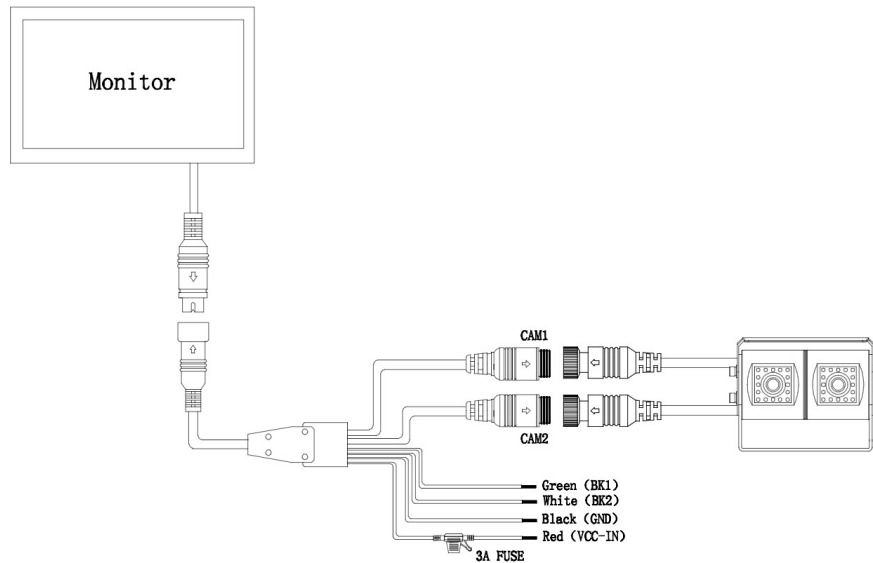 Monitor
CAM1
CAM2
Green (BK1)
White (BK2)
Black (GND)
Red (VCC-IN)
3A FUSE